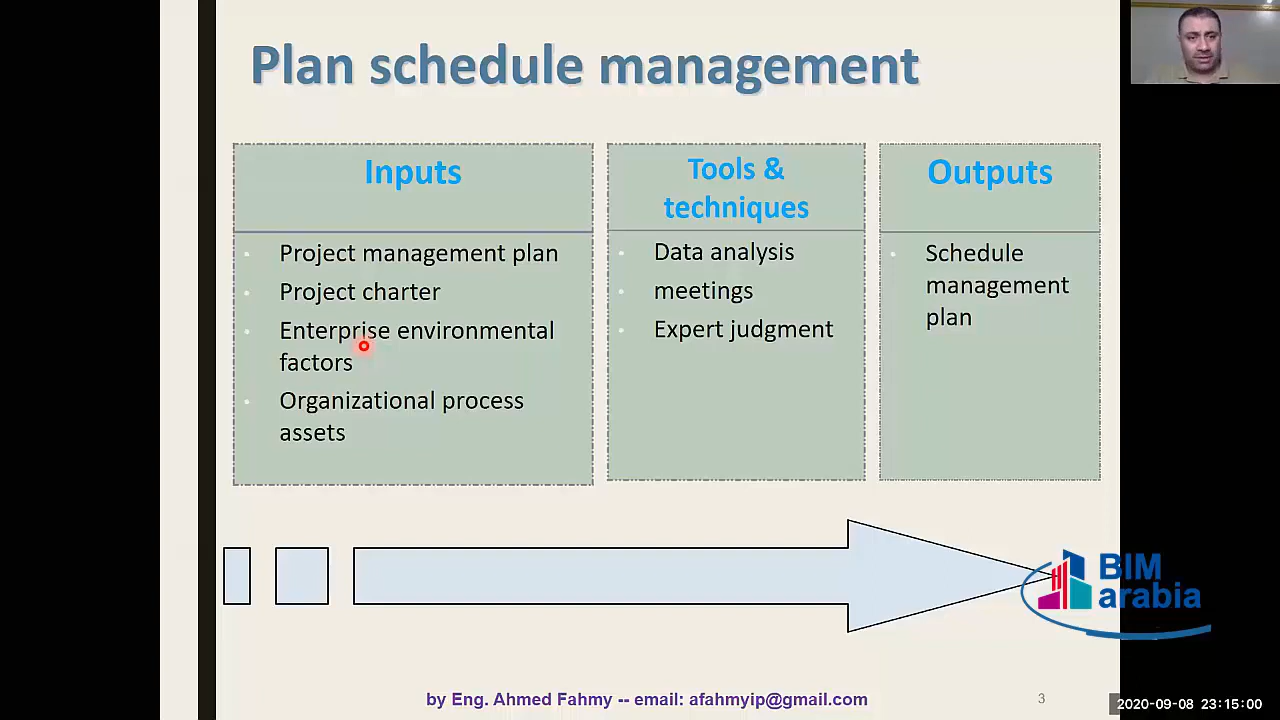 Plan schedule management
Inputs
Project management plan
Project charter
Enterprise environmental
factors
Organizational process
assets
Tools &
techniques
Data analysis
meetings
Expert judgment
Outputs
Schedule
management
plan
BIM
arabia
by Eng. Ahmed Fahmy -- email: afahmyip@gmail.com
3
2020-09-08 23:15:00